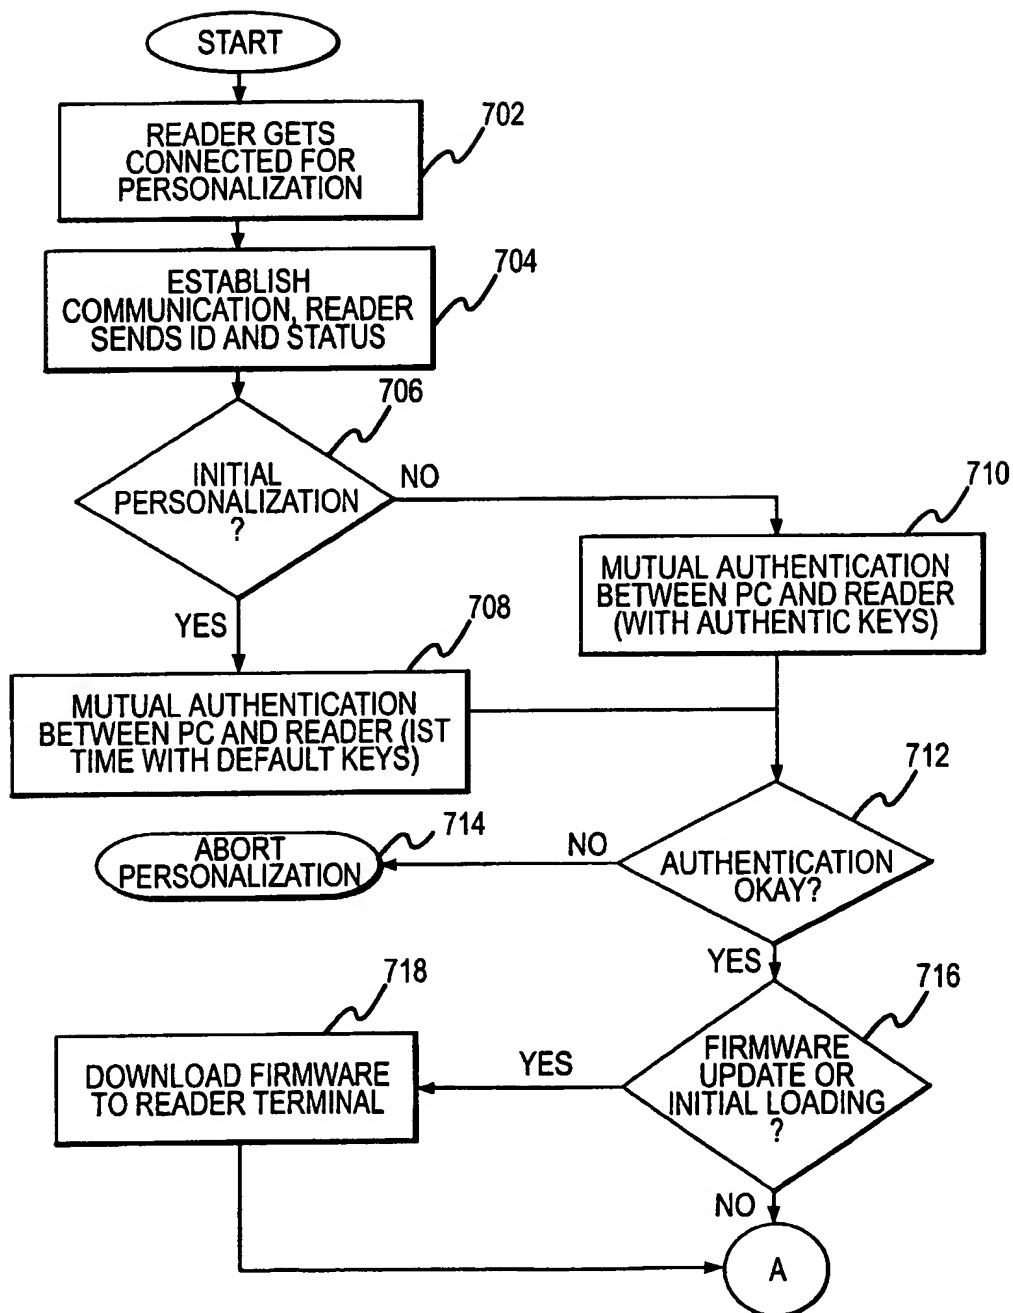 START
702
READER GETS
CONNECTED FOR
PERSONALIZATION
704
ESTABLISH
COMMUNICATION, READER
SENDS ID AND STATUS
706
INITIAL
PERSONALIZATION
?
NO
710
MUTUAL AUTHENTICATION
BETWEEN PC AND READER
(WITH AUTHENTIC KEYS)
YES
708
MUTUAL AUTHENTICATION
BETWEEN PC AND READER (IST
TIME WITH DEFAULT KEYS)
712
AUTHENTICATION
OKAY?
NO
714
ABORT
PERSONALIZATION
YES
716
FIRMWARE
UPDATE OR
INITIAL LOADING
?
YES
718
DOWNLOAD FIRMWARE
TO READER TERMINAL
NO
A